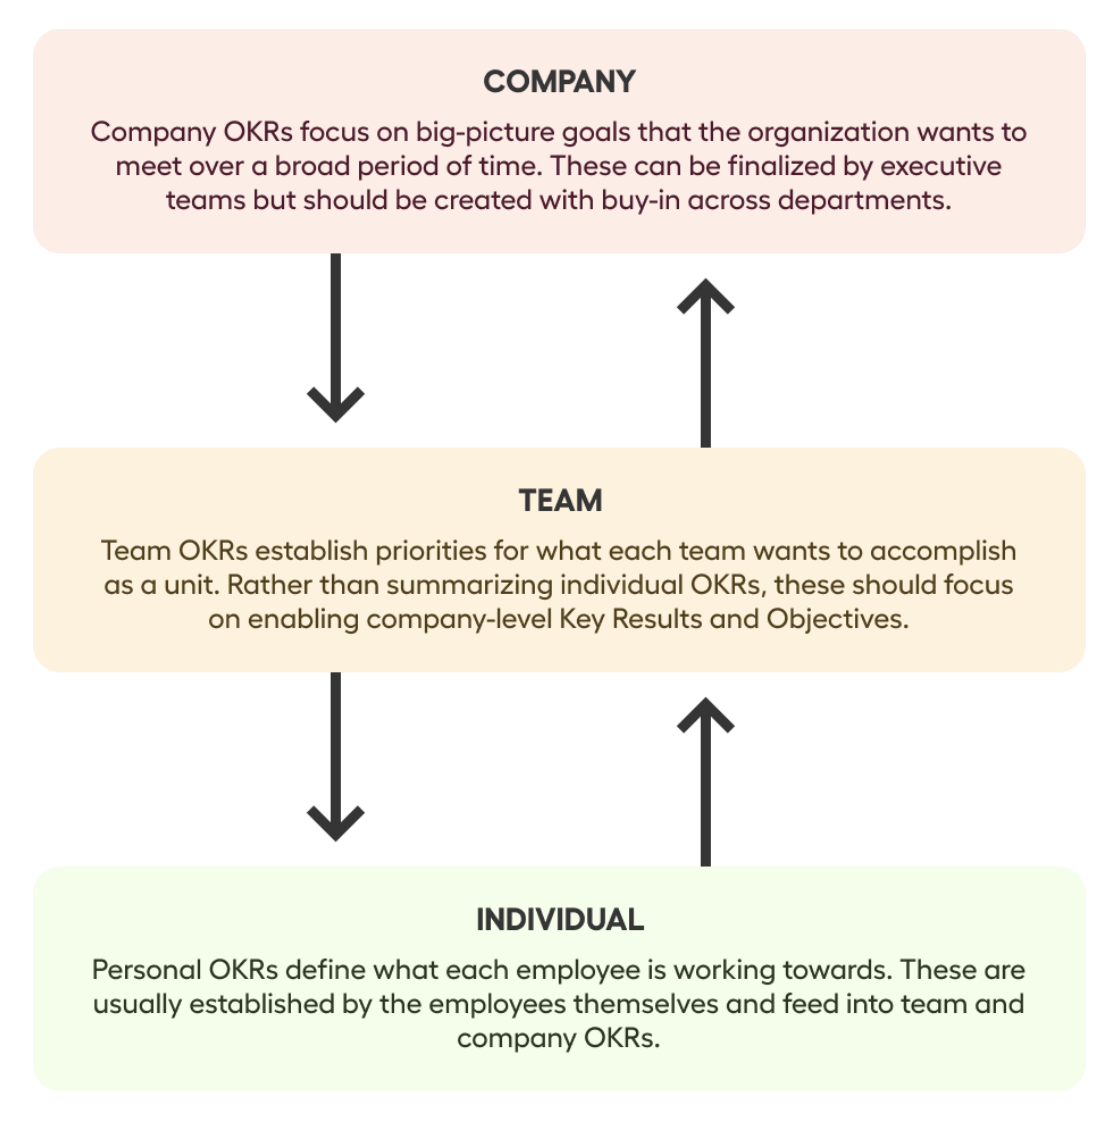 COMPANY
Company OKRs focus on big-picture goals that the organization wants to
meet over a broad period of time. These can be finalized by executive
teams but should be created with buy-in across departments.
TEAM
Team OKRs establish priorities for what each team wants to accomplish
as a unit. Rather than summarizing individual OKRs, these should focus
on enabling company-level Key Results and Objectives.
INDIVIDUAL
Personal OKRs define what each employee is working towards. These are
usually established by the employees themselves and feed into team and
company OKRs.